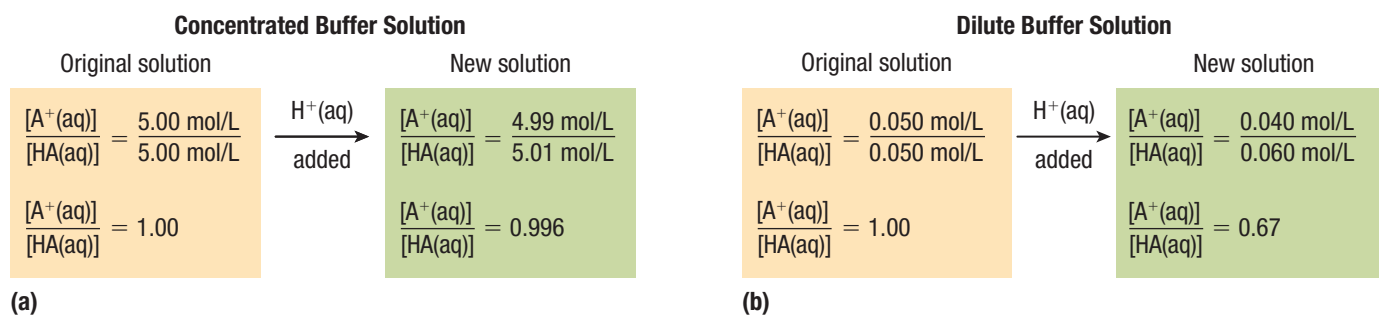 Concentrated Buffer Solution
Original solution
New solution
[A⁺(aq)]/[HA(aq)] = 5.00 mol/L/5.00 mol/L
H⁺(aq)
added
[A⁺(aq)]/[HA(aq)] = 4.99 mol/L/5.01 mol/L
[A⁺(aq)]/[HA(aq)] = 1.00
[A⁺(aq)]/[HA(aq)] = 0.996
(a)
Dilute Buffer Solution
Original solution
New solution
[A⁺(aq)]/[HA(aq)] = 0.050 mol/L/0.050 mol/L
H⁺(aq)
added
[A⁺(aq)]/[HA(aq)] = 0.040 mol/L/0.060 mol/L
[A⁺(aq)]/[HA(aq)] = 1.00
[A⁺(aq)]/[HA(aq)] = 0.67
(b)